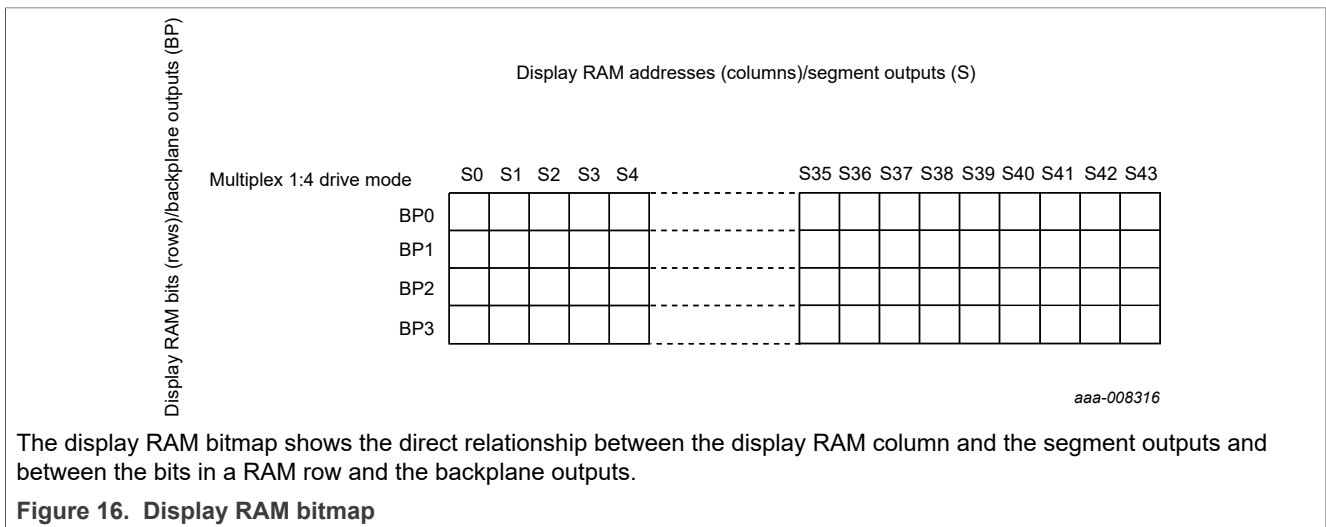 Display RAM bits (rows)/backplane outputs (BP)
Display RAM addresses (columns)/segment outputs (S)
Multiplex 1:4 drive mode S0 S1 S2 S3 S4 S35 S36 S37 S38 S39 S40 S41 S42 S43
BP0
BP1
BP2
BP3
aaa-008316
The display RAM bitmap shows the direct relationship between the display RAM column and the segment outputs and
between the bits in a RAM row and the backplane outputs.
Figure 16. Display RAM bitmap